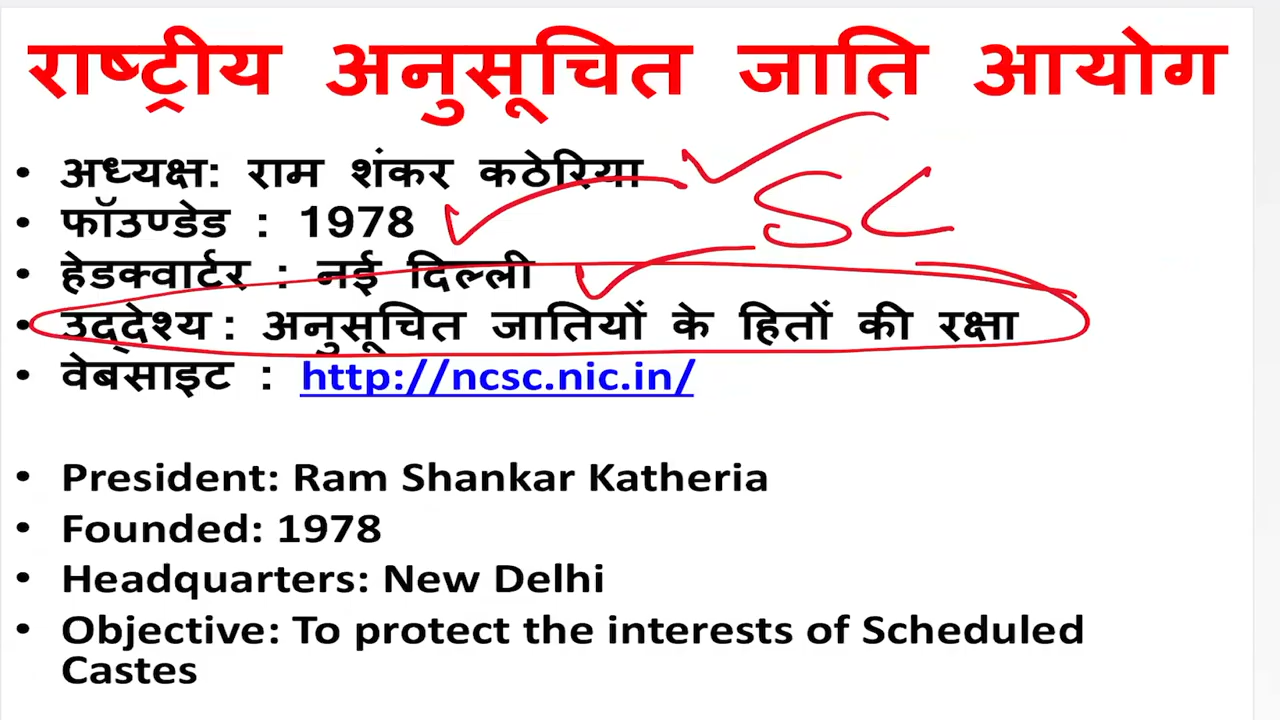 राष्ट्रीय अनुसूचित जाति आयोग
• अध्यक्ष: राम शंकर कठेरिया
• फॉउण्डेड : 1978
SC
• हेडक्वार्टर : नई दिल्ली
• उद्देश्य : अनुसूचित जातियों के हितों की रक्षा
• वेबसाइट : http://ncsc.nic.in/
• President: Ram Shankar Katheria
• Founded: 1978
• Headquarters: New Delhi
• Objective: To protect the interests of Scheduled
Castes